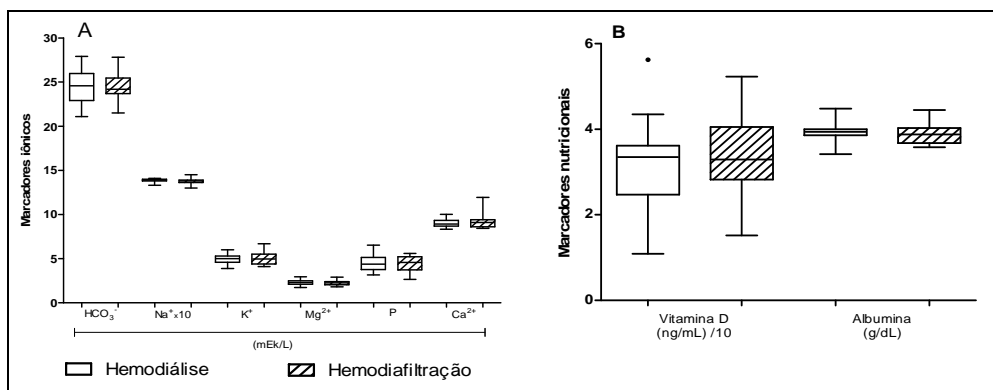 A
Marcadores iônicos
30
25
20
15
10
5
0
HCO₃⁻ Na⁺x10 K⁺ Mg²⁺ P Ca²⁺
(mEk/L)
Hemodiálise Hemodiafiltração
B
Marcadores nutricionais
6
4
2
0
Vitamina D Albumina
(ng/mL) /10 (g/dL)